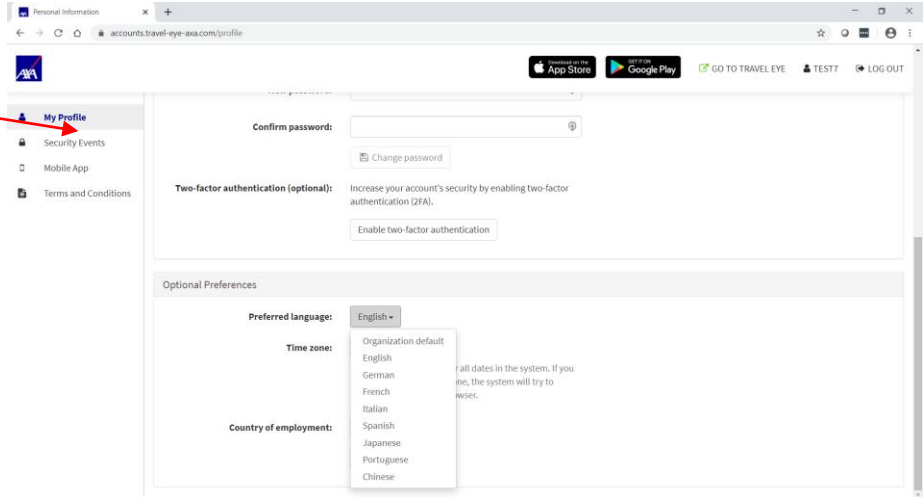 Personal Information
accounts.travel-eye-axa.com/profile
AXA
Download on the App Store
GET IT ON Google Play
GO TO TRAVEL EYE
TEST7
LOG OUT
My Profile
Security Events
Mobile App
Terms and Conditions
Confirm password:
Change password
Two-factor authentication (optional):
Increase your account's security by enabling two-factor
authentication (2FA).
Enable two-factor authentication
Optional Preferences
Preferred language:
English
Time zone:
Organization default
English
German
French
Italian
Spanish
Japanese
Portuguese
Chinese
all dates in the system. If you
the system will try to
Country of employment: